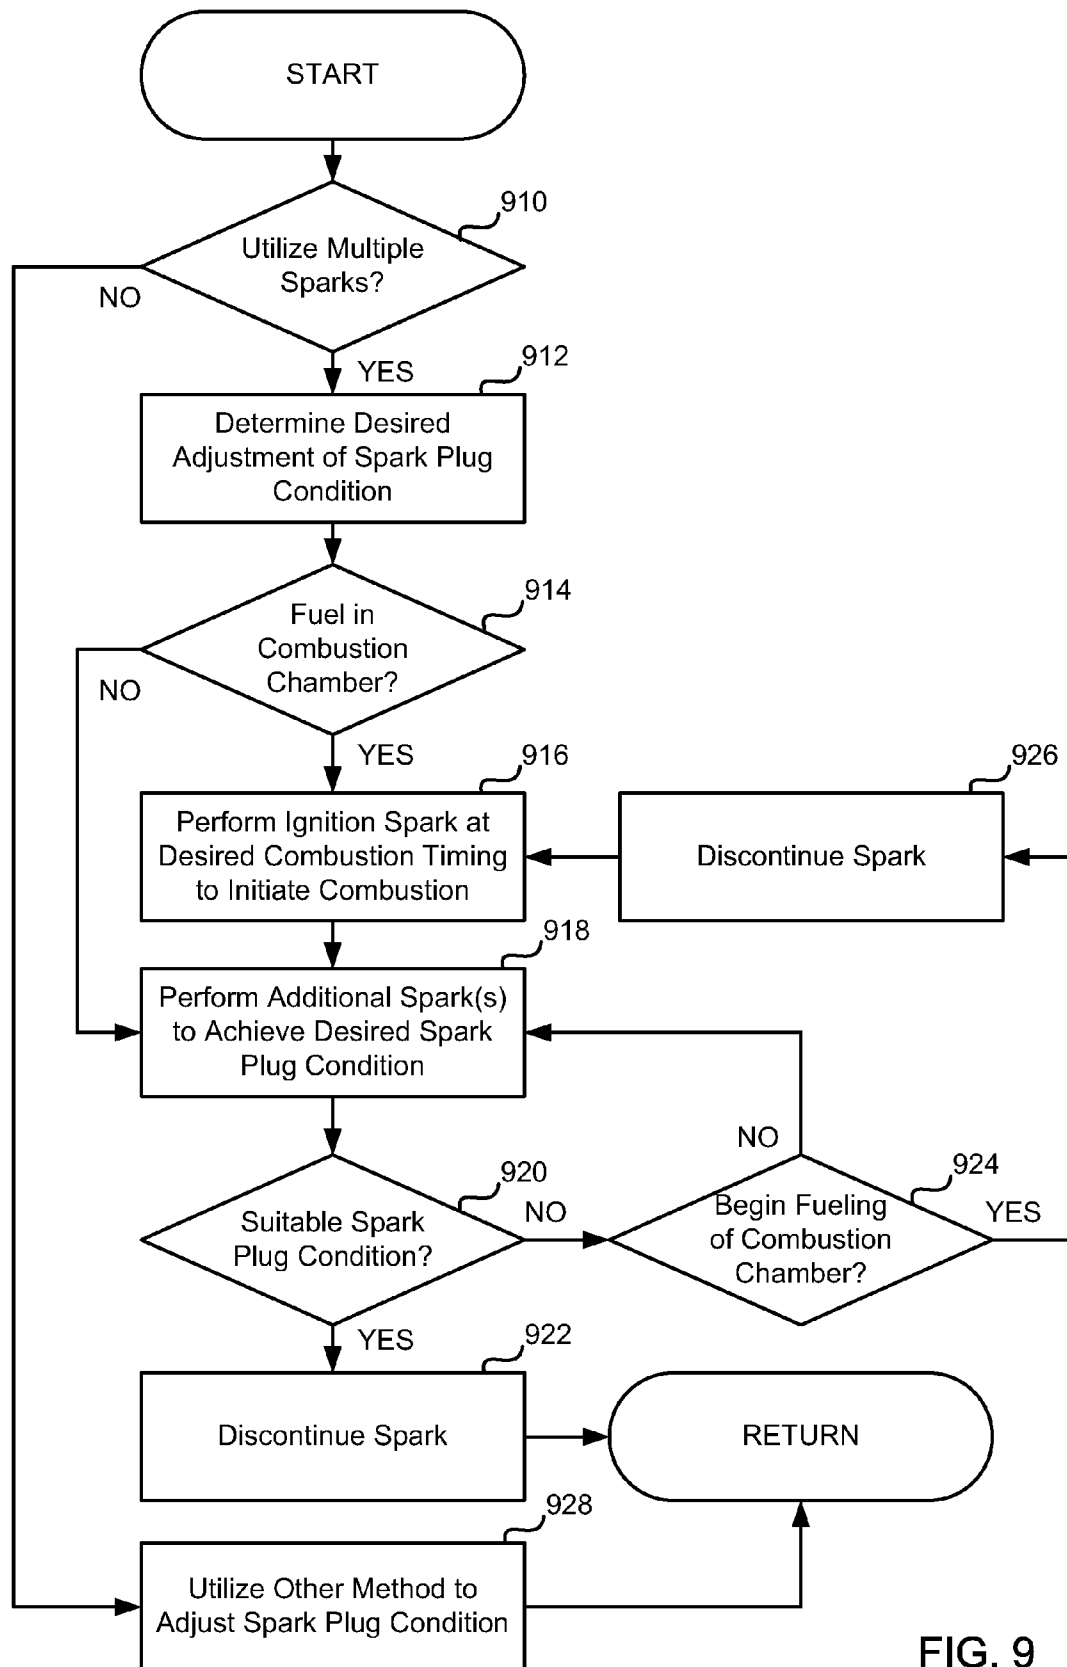 START
910
Utilize Multiple
Sparks?
NO
YES
912
Determine Desired
Adjustment of Spark Plug
Condition
914
Fuel in
Combustion
Chamber?
NO
YES
916
Perform Ignition Spark at
Desired Combustion Timing
to Initiate Combustion
926
Discontinue Spark
918
Perform Additional Spark(s)
to Achieve Desired Spark
Plug Condition
920
Suitable Spark
Plug Condition?
NO
YES
924
Begin Fueling
of Combustion
Chamber?
NO
YES
922
Discontinue Spark
RETURN
928
Utilize Other Method to
Adjust Spark Plug Condition
FIG. 9